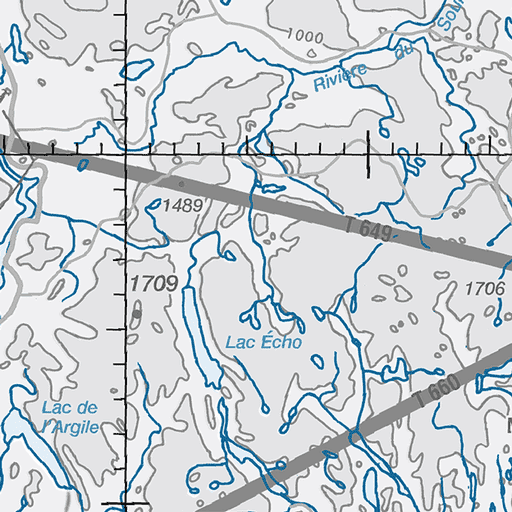 1000
Rivière du
1489
T 649
1709
1706
Lac Écho
T 660
Lac de
l'Argile